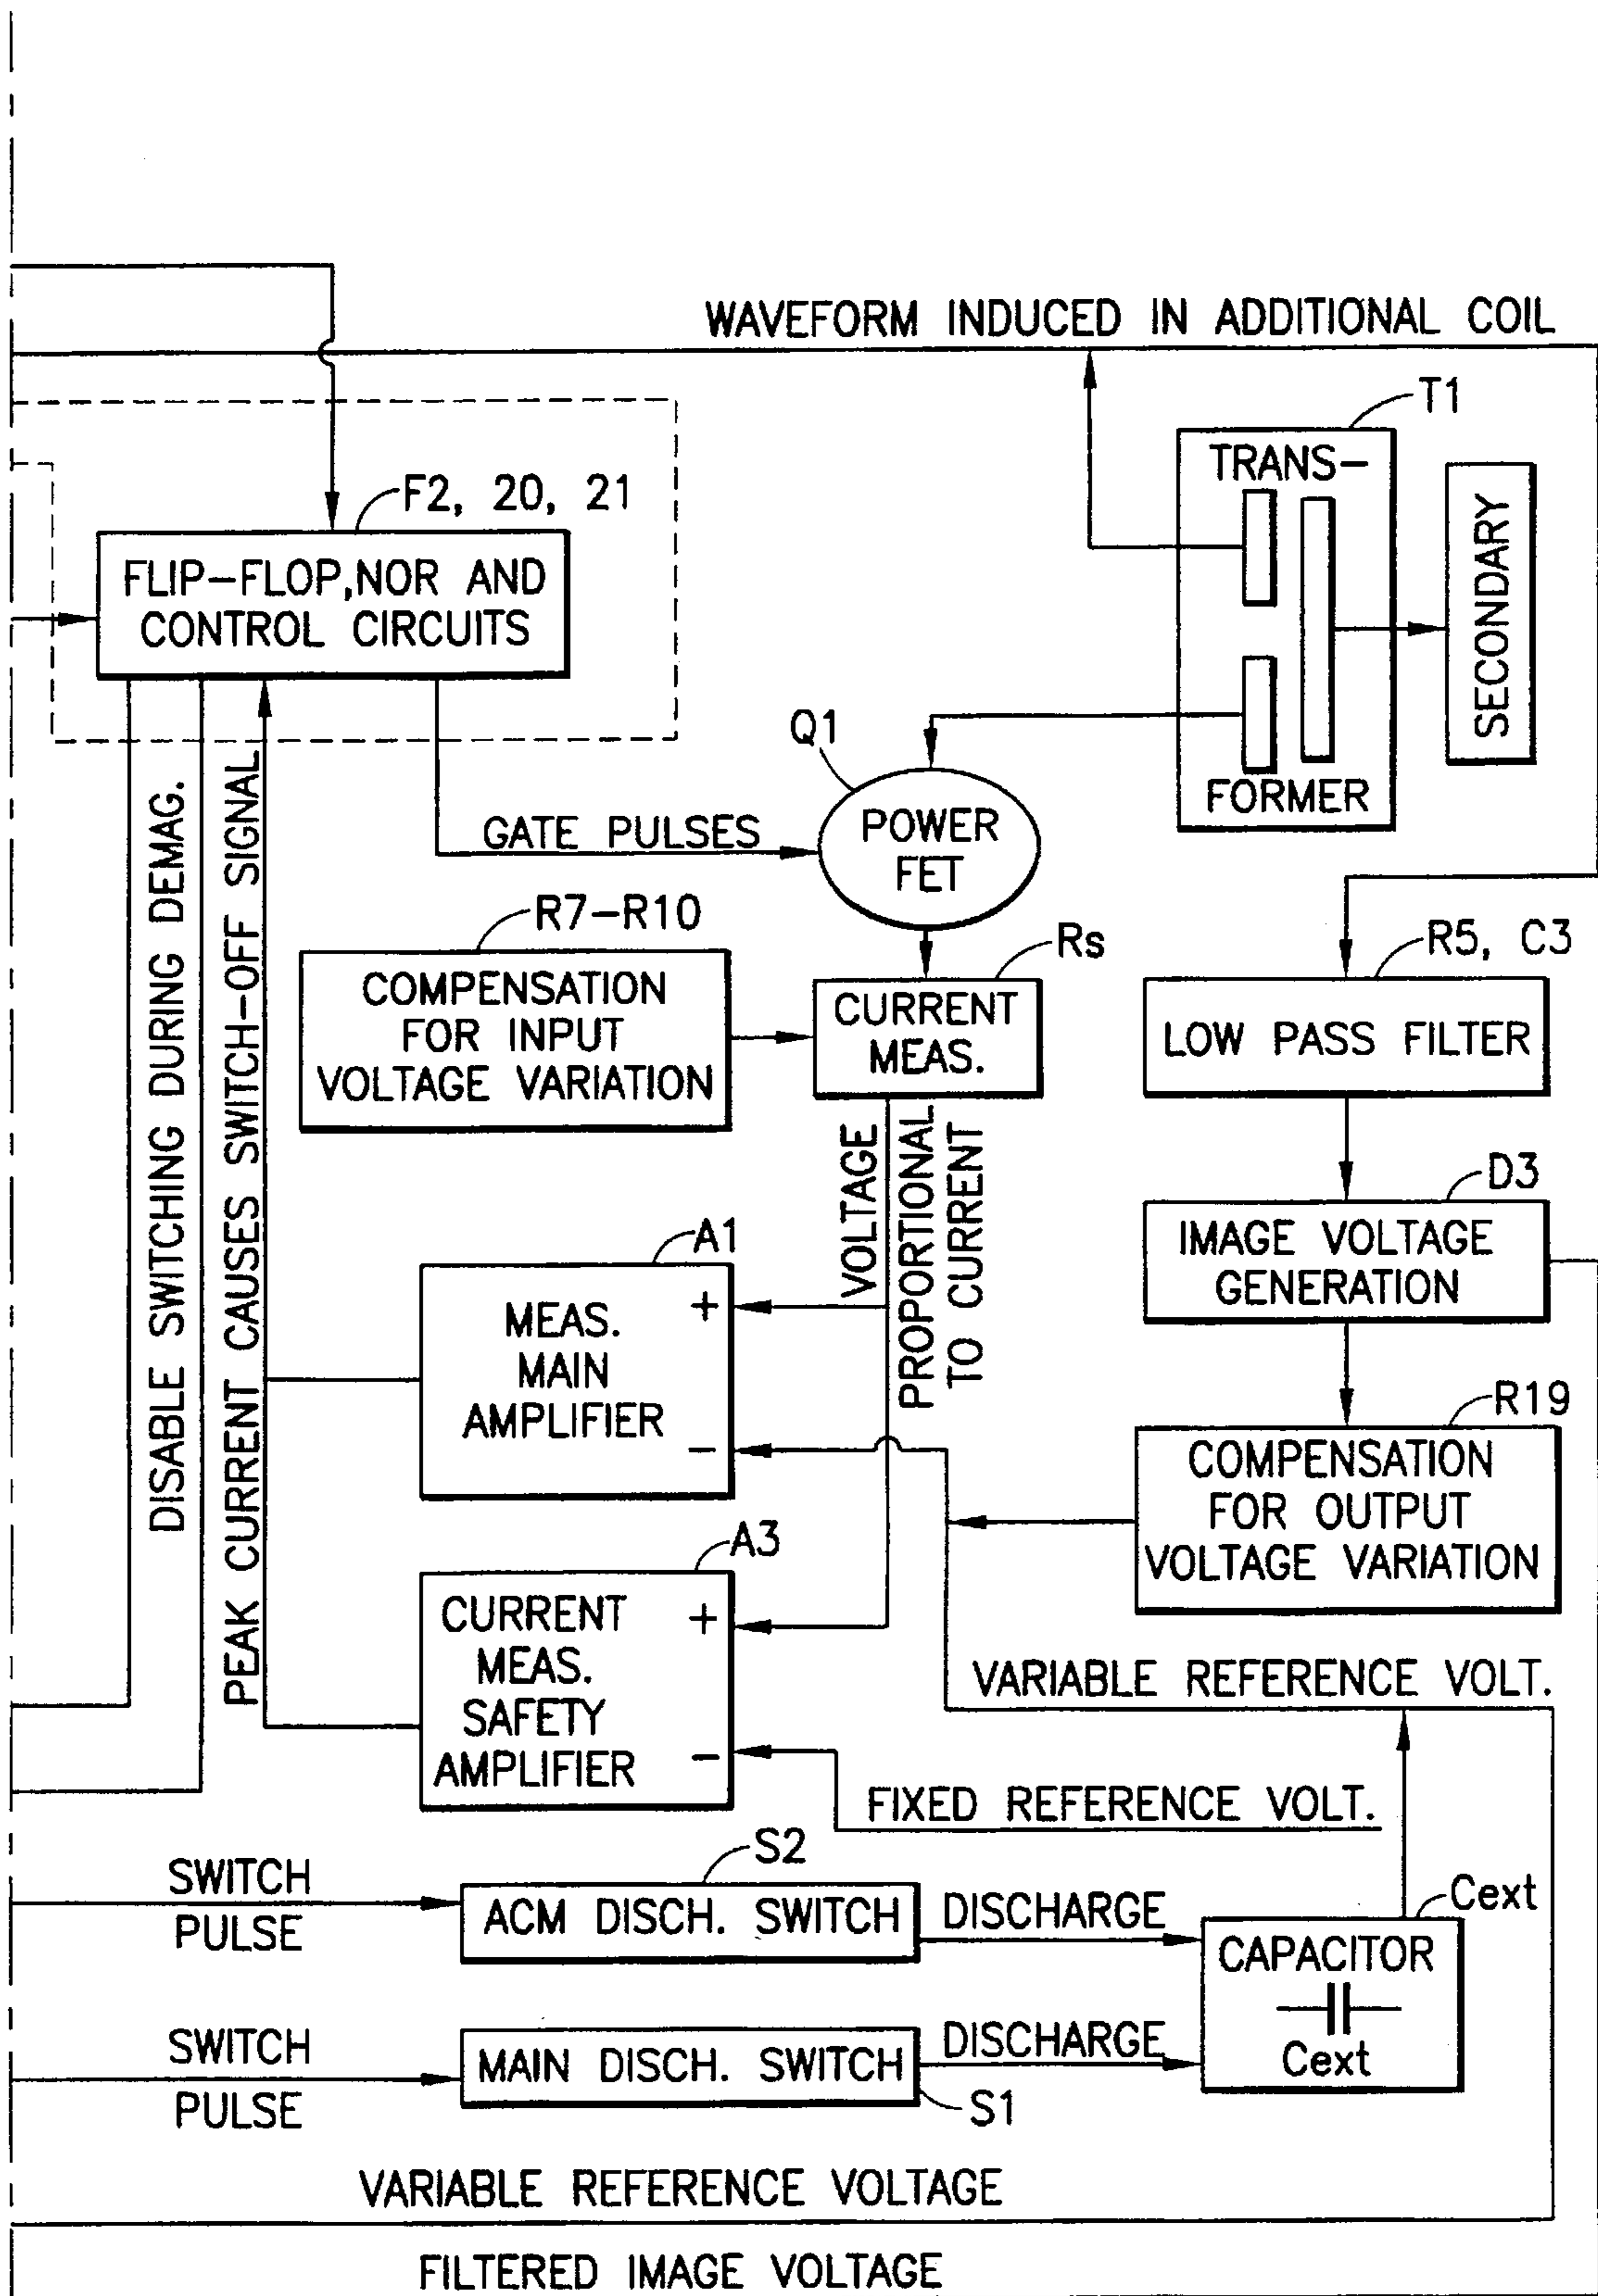 WAVEFORM INDUCED IN ADDITIONAL COIL
T1
TRANS-
FORMER
SECONDARY
F2, 20, 21
FLIP-FLOP,NOR AND
CONTROL CIRCUITS
Q1
POWER
FET
GATE PULSES
DISABLE SWITCHING DURING DEMAG.
PEAK CURRENT CAUSES SWITCH-OFF SIGNAL
R7-R10
COMPENSATION
FOR INPUT
VOLTAGE VARIATION
Rs
CURRENT
MEAS.
R5, C3
LOW PASS FILTER
VOLTAGE
PROPORTIONAL
TO CURRENT
D3
IMAGE VOLTAGE
GENERATION
A1
MEAS.
MAIN
AMPLIFIER
+
-
R19
COMPENSATION
FOR OUTPUT
VOLTAGE VARIATION
A3
CURRENT
MEAS.
SAFETY
AMPLIFIER
+
-
VARIABLE REFERENCE VOLT.
FIXED REFERENCE VOLT.
SWITCH
PULSE
S2
ACM DISCH. SWITCH
DISCHARGE
Cext
CAPACITOR
Cext
SWITCH
PULSE
MAIN DISCH. SWITCH
S1
DISCHARGE
VARIABLE REFERENCE VOLTAGE
FILTERED IMAGE VOLTAGE